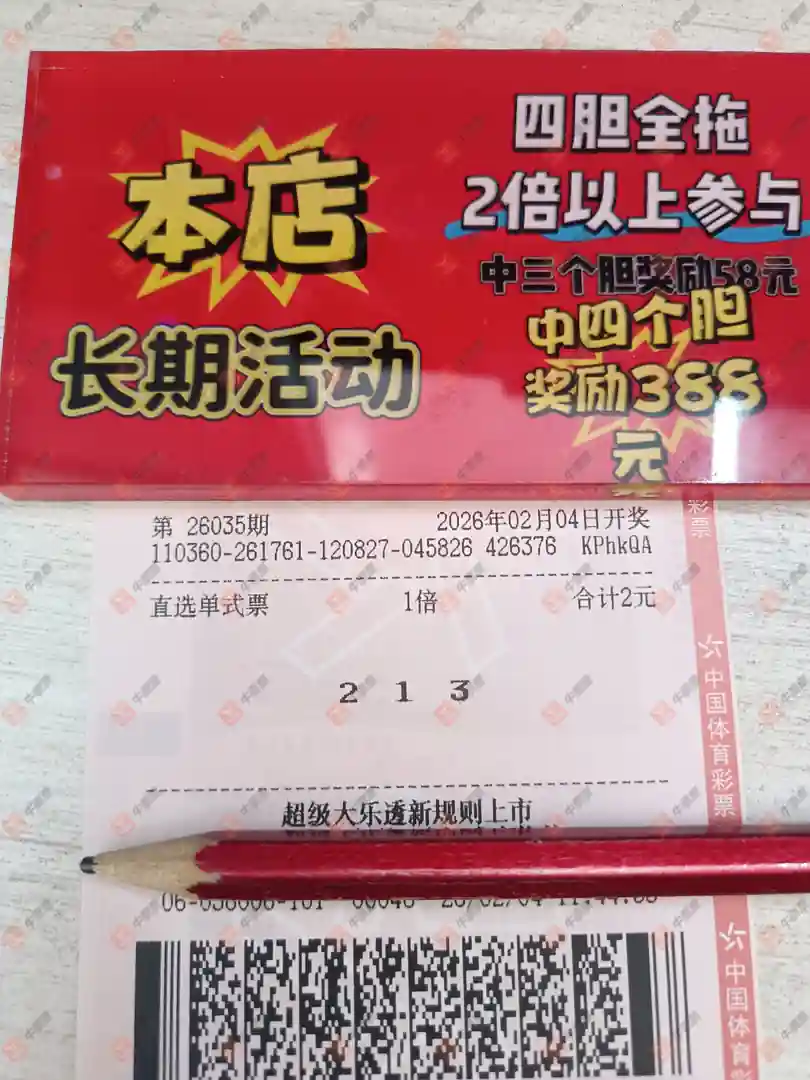 本店
长期活动
四胆全拖
2倍以上参与
中三个胆奖励58元
中四个胆
奖励388
元
第 26035期 2026年02月04日开奖
110360-261761-120827-045826 426376 KPhkQA
直选单式票 1倍 合计2元
2 1 3
超级大乐透新规则上市
彩票
中国体育彩票
中国体育